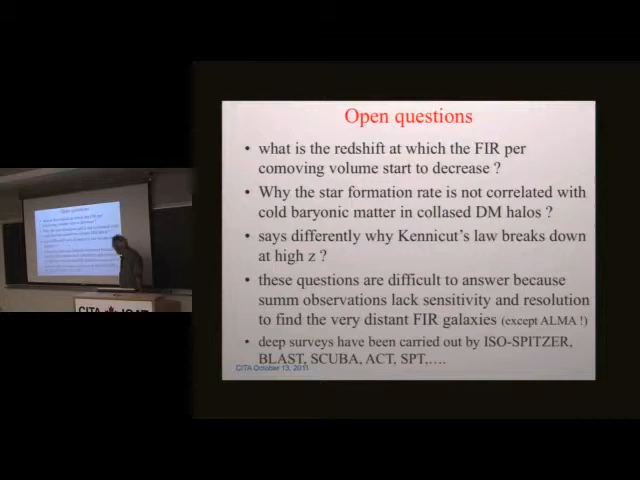 Open questions
• what is the redshift at which the FIR per
comoving volume start to decrease ?
• Why the star formation rate is not correlated with
cold baryonic matter in collased DM halos ?
• says differently why Kennicut's law breaks down
at high z ?
• these questions are difficult to answer because
summ observations lack sensitivity and resolution
to find the very distant FIR galaxies (except ALMA !)
• deep surveys have been carried out by ISO-SPITZER,
BLAST, SCUBA, ACT, SPT,....
CITA October 13, 2011
Open questions
CITA ICAT